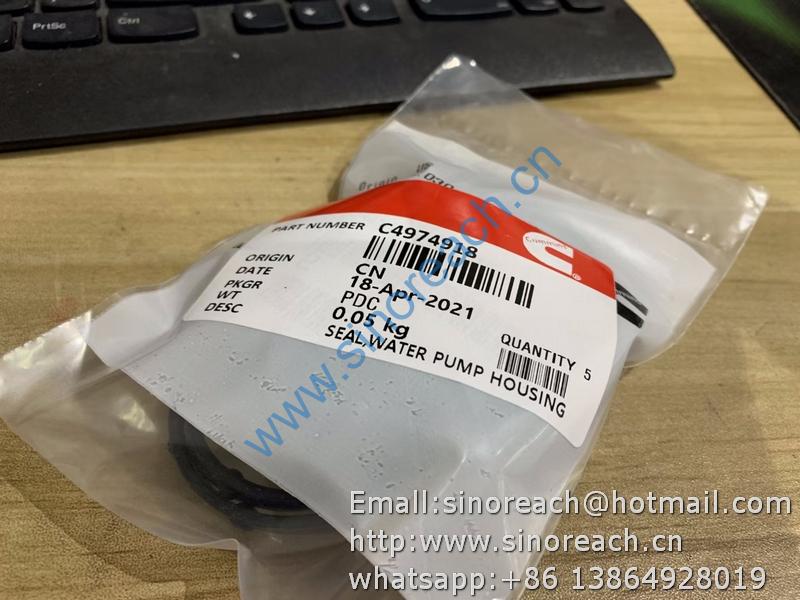 PrtSc
Ctrl
Origin
PART NUMBER C4974918
Cummins
ORIGIN CN
DATE 18-Apr-2021
PKGR PDC
WT 0.05 kg
DESC SEAL,WATER PUMP HOUSING
QUANTITY 5
www.sinoreach.cn
Email:sinoreach@hotmail.com
http:www.sinoreach.cn
whatsapp:+86 13864928019